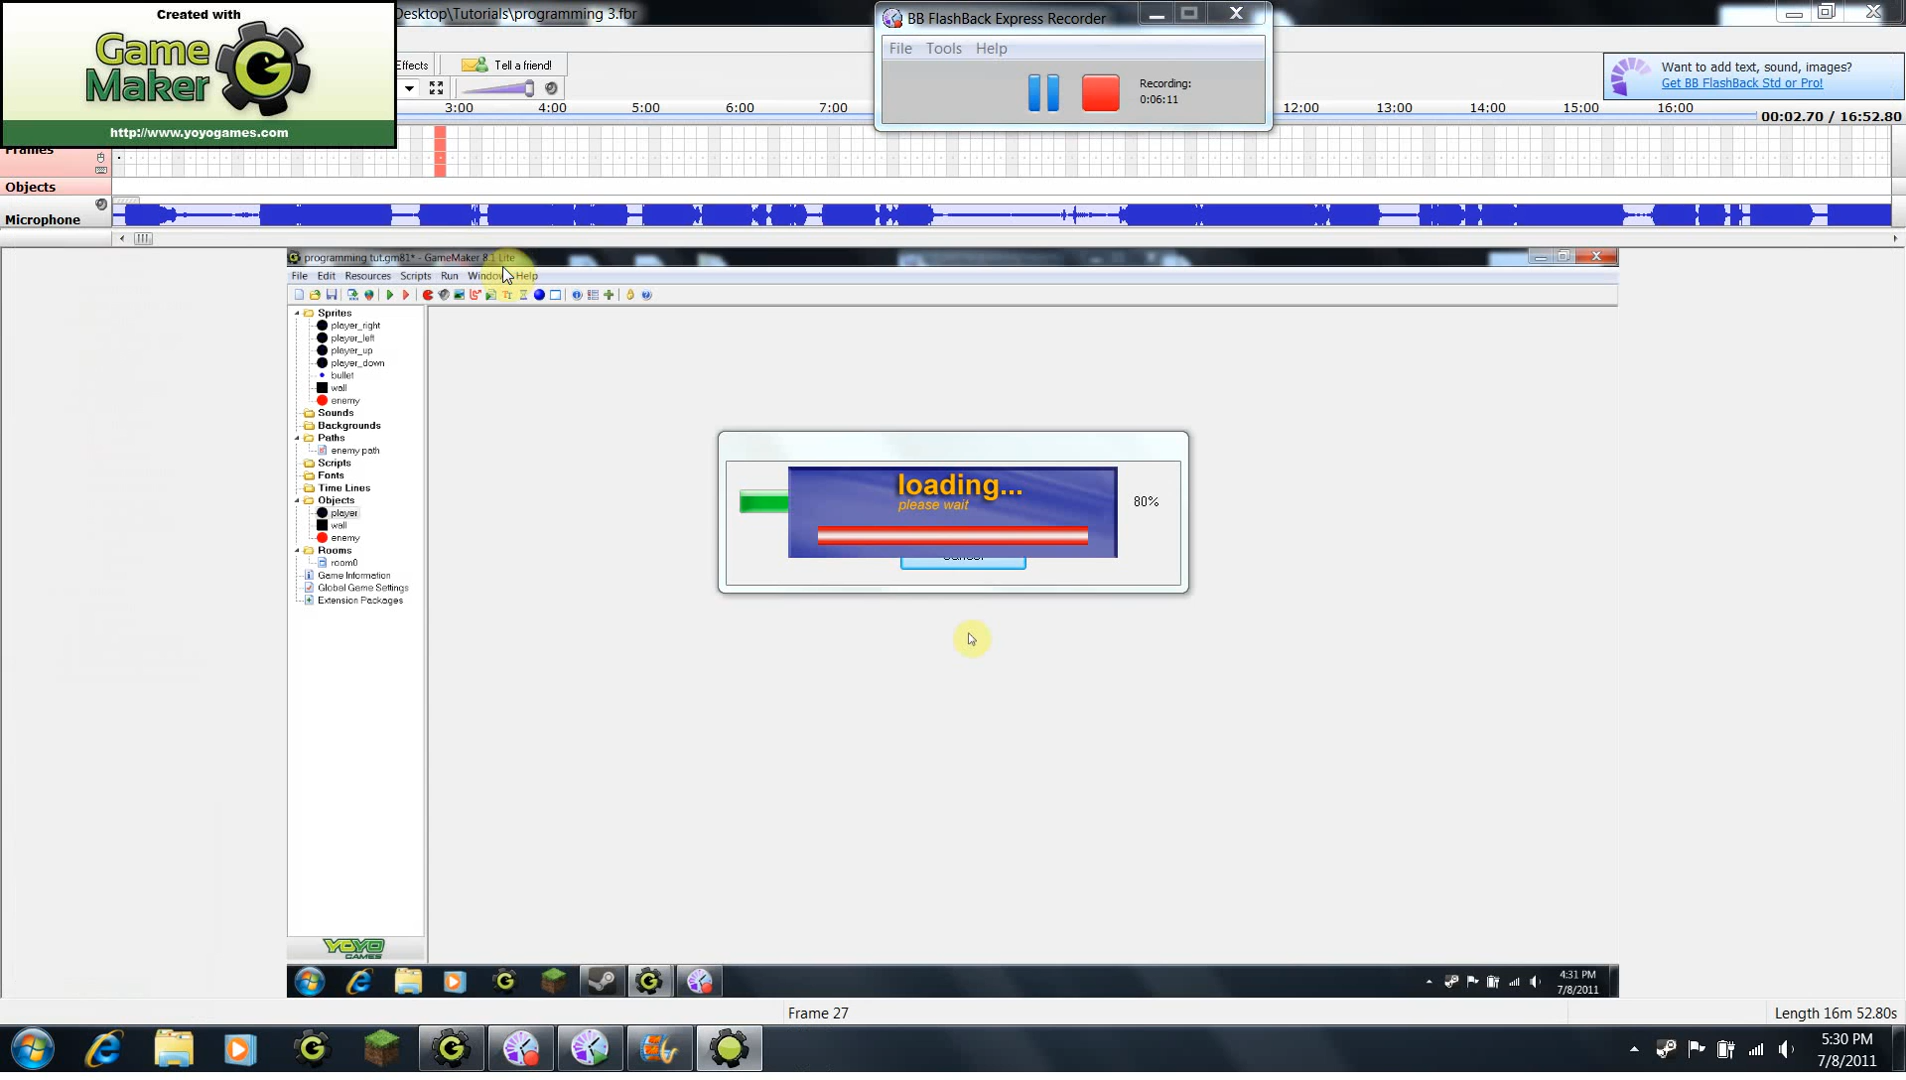 Created with
Game
Maker
http://www.yoyogames.com
Desktop\Tutorials\programming 3.fbr
Effects
Tell a friend!
BB FlashBack Express Recorder
File Tools Help
Recording:
0:06:11
Want to add text, sound, images?
Get BB FlashBack Std or Pro!
3:00 4:00 5:00 6:00 7:00 12:00 13:00 14:00 15:00 16:00
00:02.70 / 16:52.80
Frames
Objects
Microphone
programming tut.gm81* - GameMaker 8.1 Lite
File Edit Resources Scripts Run Window Help
Sprites
player_right
player_left
player_up
player_down
bullet
wall
enemy
Sounds
Backgrounds
Paths
enemy path
Scripts
Fonts
Time Lines
Objects
player
wall
enemy
Rooms
room0
Game Information
Global Game Settings
Extension Packages
loading...
please wait
80%
Cancel
YOYO
GAMES
4:31 PM
7/8/2011
Frame 27
Length 16m 52.80s
5:30 PM
7/8/2011